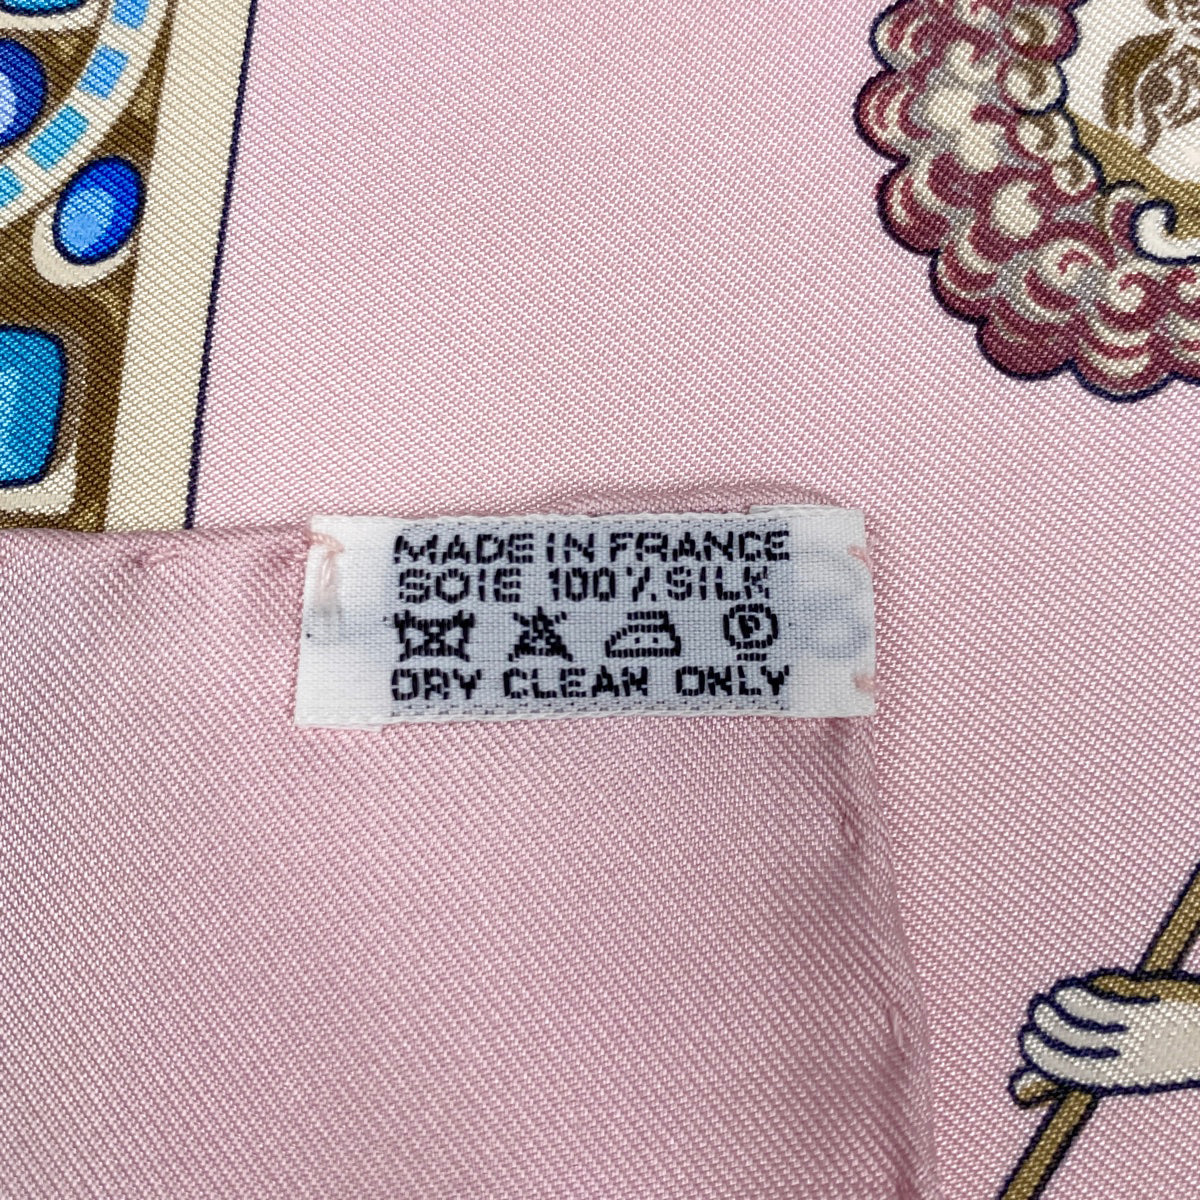 MADE IN FRANCE
SOIE 100% SILK
P
DRY CLEAN ONLY